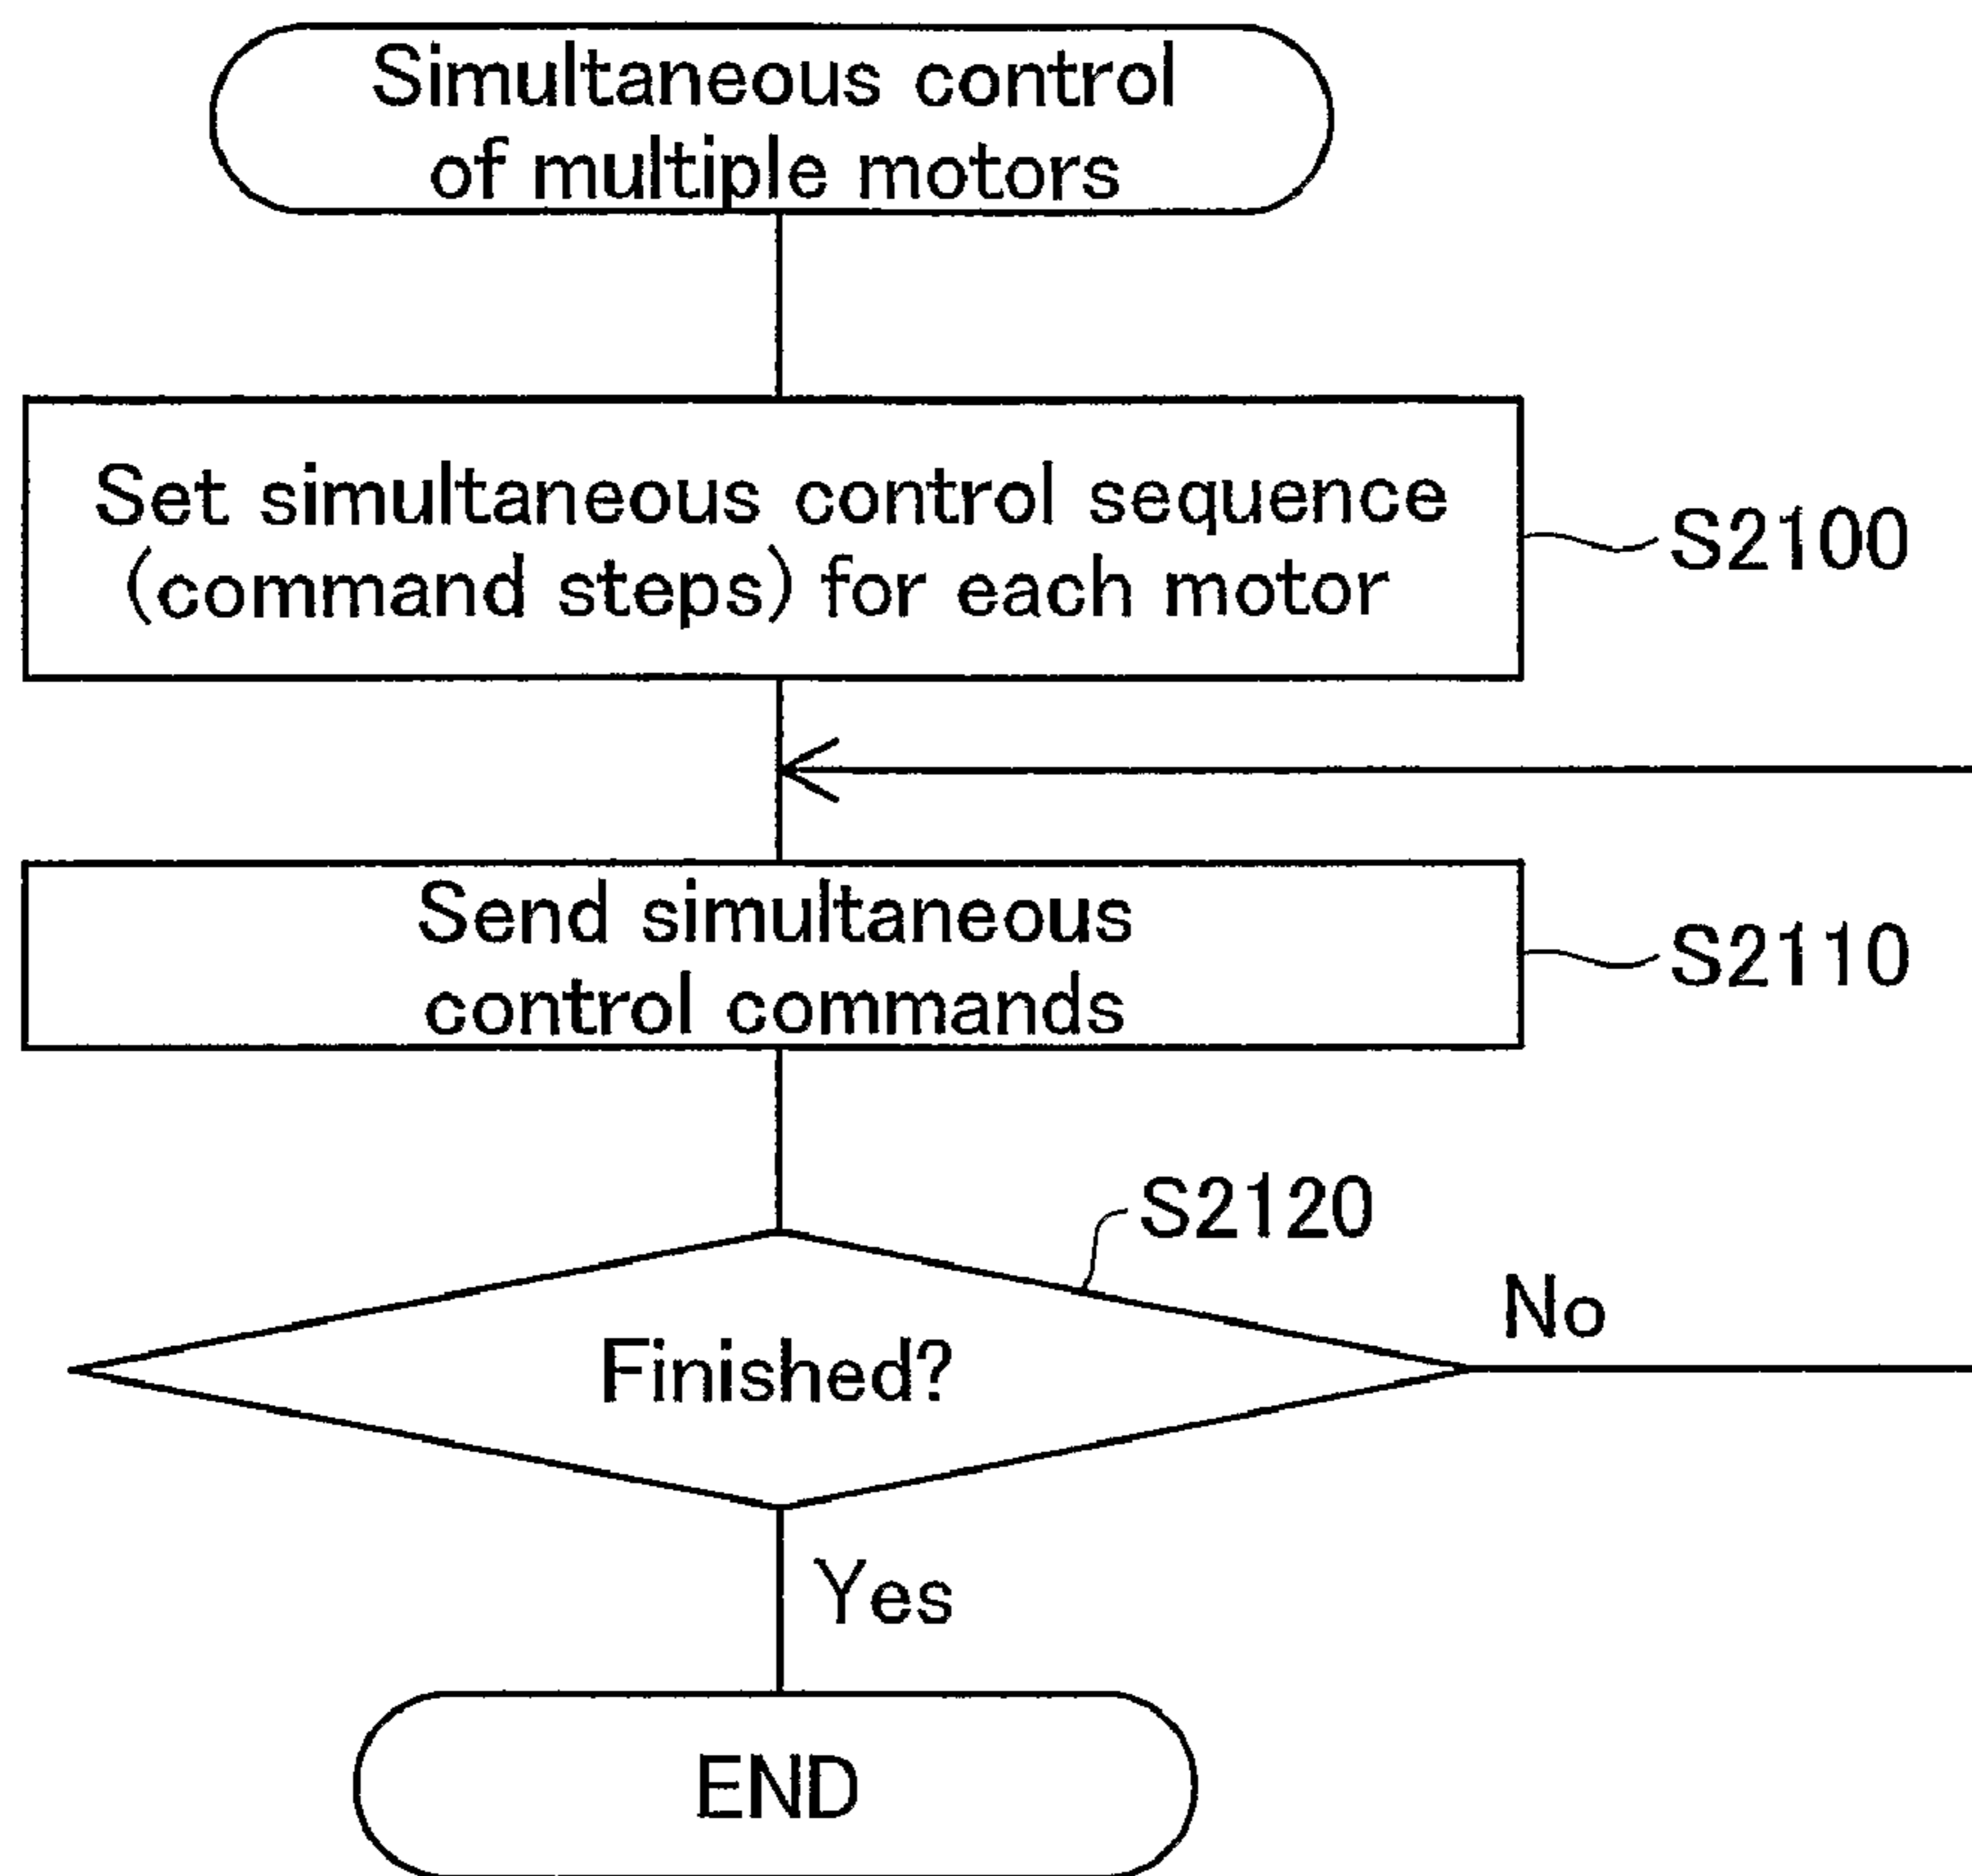 Simultaneous control
of multiple motors
Set simultaneous control sequence
(command steps) for each motor
S2100
Send simultaneous
control commands
S2110
S2120
Finished?
No
Yes
END